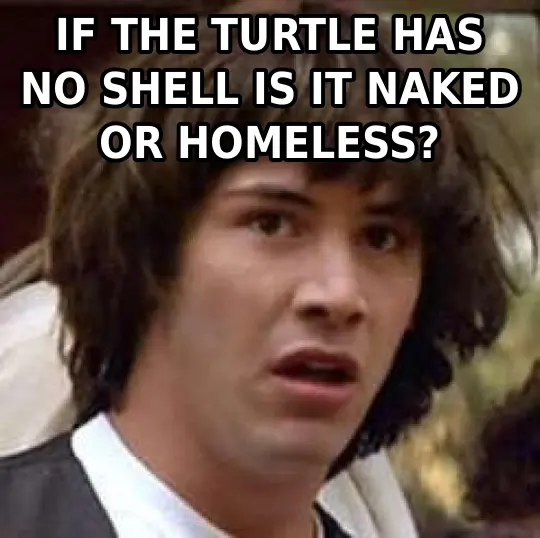 IF THE TURTLE HAS
NO SHELL IS IT NAKED
OR HOMELESS?